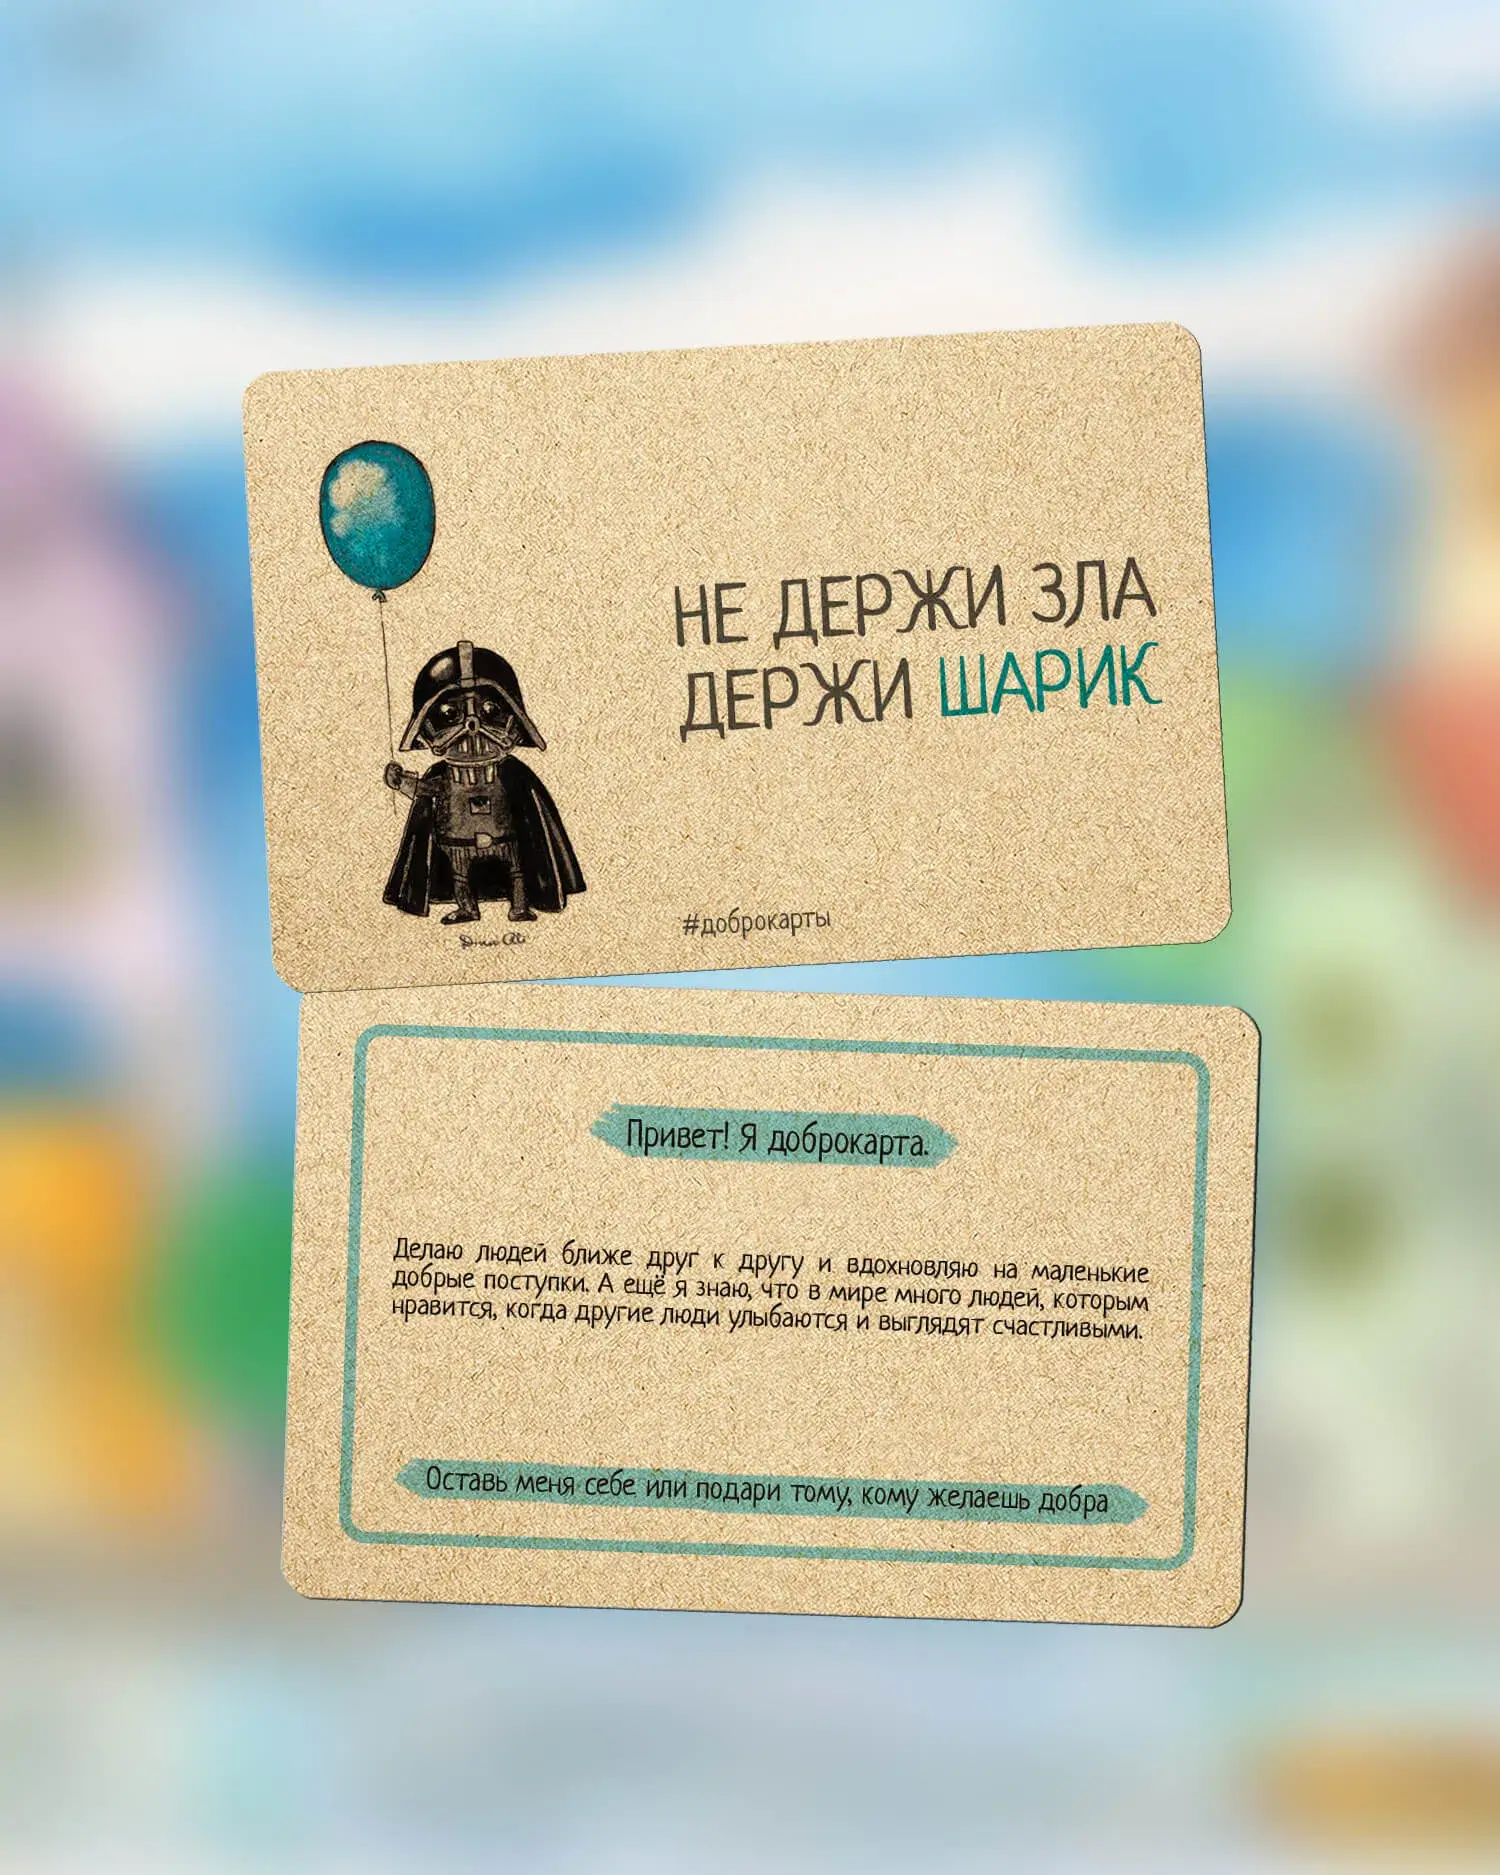 НЕ ДЕРЖИ ЗЛА
ДЕРЖИ ШАРИК
#доброкарты
Привет! Я доброкарта.
Делаю людей ближе друг к другу и вдохновляю на маленькие
добрые поступки. А ещё я знаю, что в мире много людей, которым
нравится, когда другие люди улыбаются и выглядят счастливыми.
Оставь меня себе или подари тому, кому желаешь добра